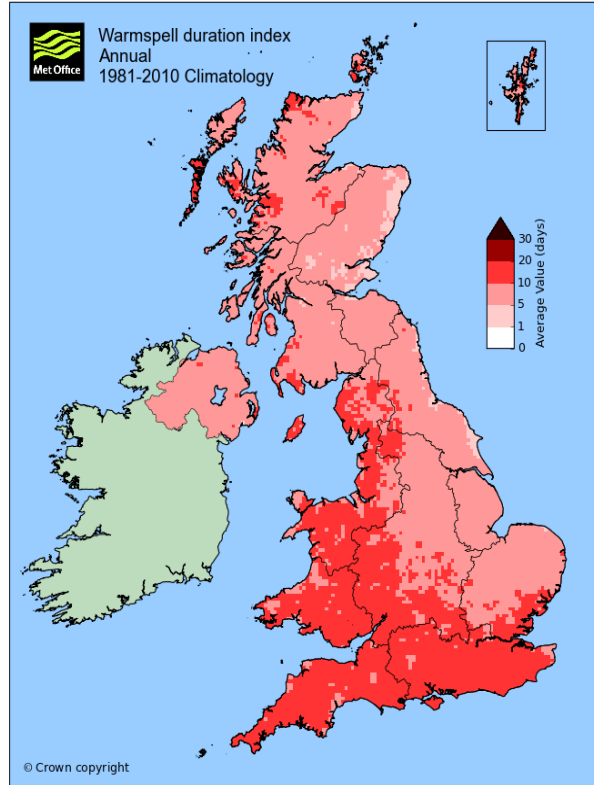 Warmspell duration index
Annual
1981-2010 Climatology
Met Office
30
20
10
5
1
0
Average Value (days)
© Crown copyright